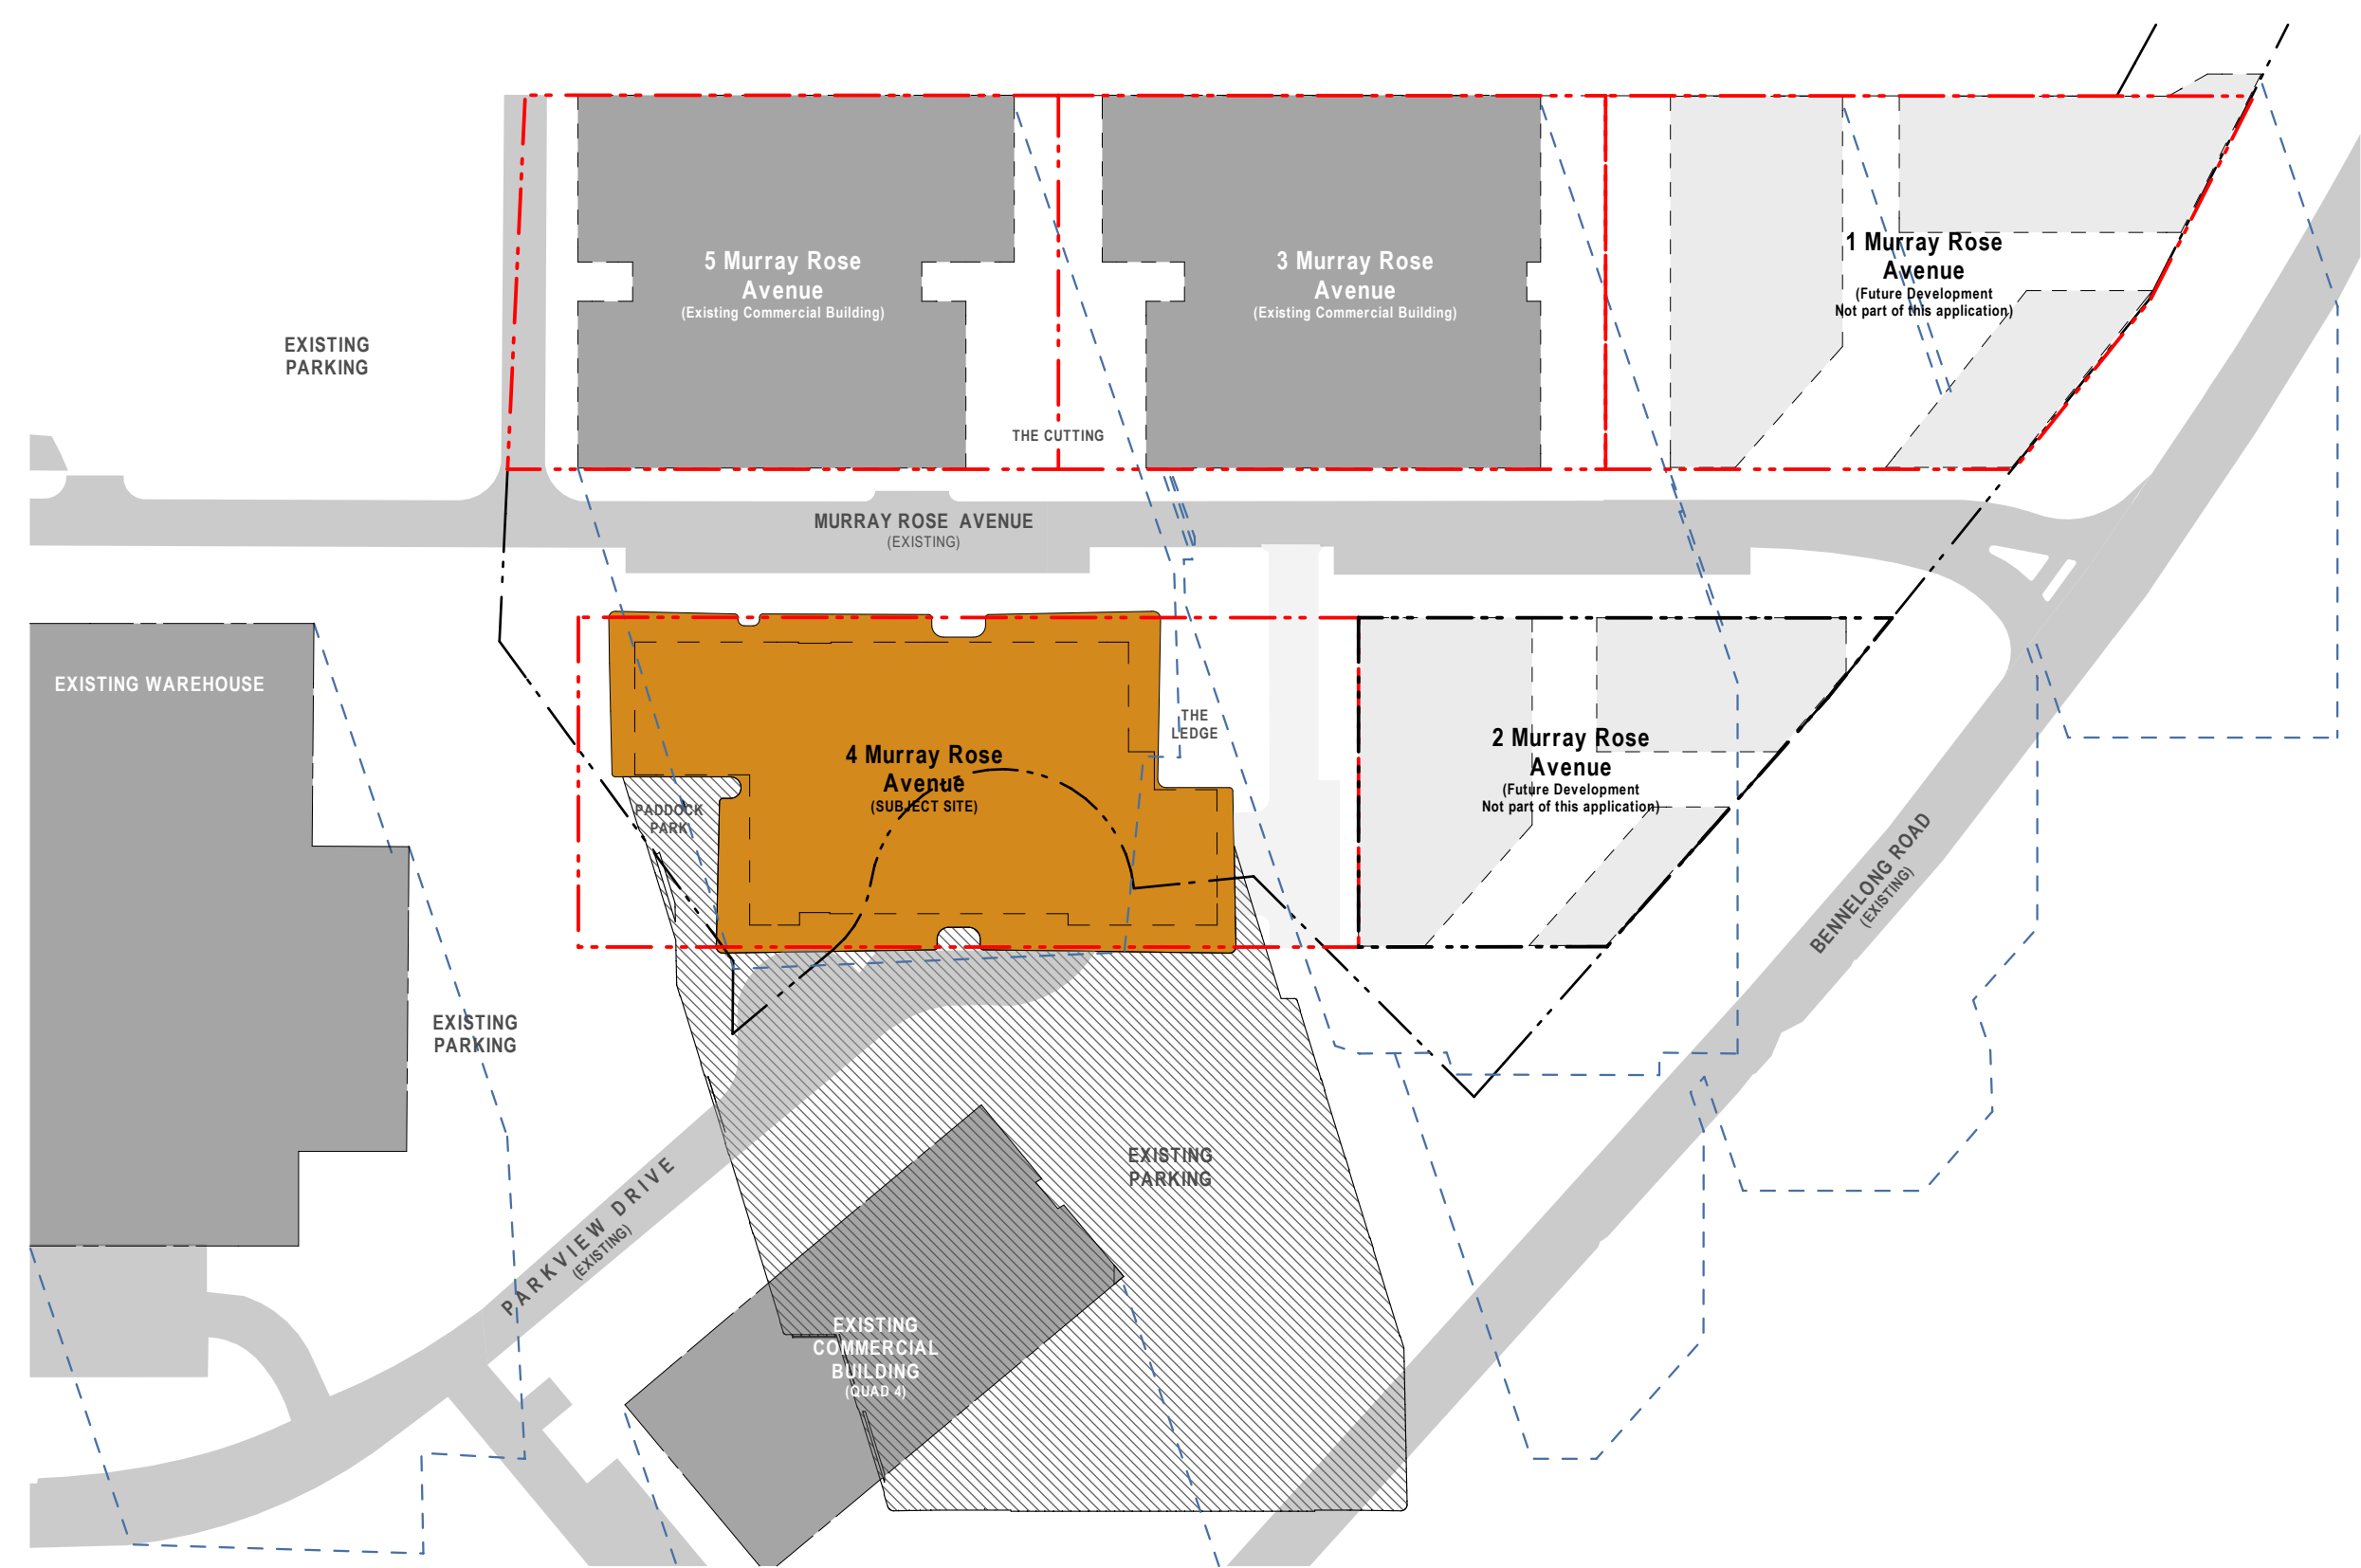 5 Murray Rose
Avenue
(Existing Commercial Building)
3 Murray Rose
Avenue
(Existing Commercial Building)
1 Murray Rose
Avenue
(Future Development
Not part of this application)
EXISTING
PARKING
THE CUTTING
MURRAY ROSE AVENUE
(EXISTING)
EXISTING WAREHOUSE
THE
LEDGE
4 Murray Rose
Avenue
(SUBJECT SITE)
2 Murray Rose
Avenue
(Future Development
Not part of this application)
PADDOCK
PARK
BENNELONG ROAD
(EXISTING)
EXISTING
PARKING
EXISTING
PARKING
PARKVIEW DRIVE
(EXISTING)
EXISTING
COMMERCIAL
BUILDING
(QUAD 4)